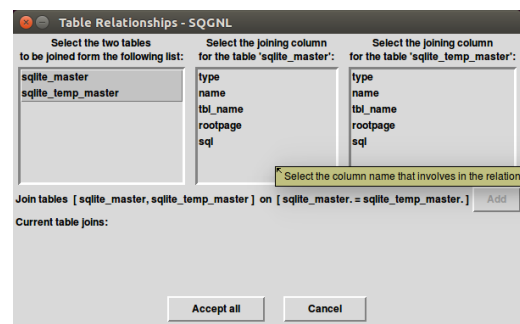 Table Relationships - SQGNL
Select the two tables
to be joined form the following list:
sqlite_master
sqlite_temp_master
Select the joining column
for the table 'sqlite_master':
type
name
tbl_name
rootpage
sql
Select the joining column
for the table 'sqlite_temp_master':
type
name
tbl_name
rootpage
sql
Select the column name that involves in the relation
Join tables [ sqlite_master, sqlite_temp_master ] on [ sqlite_master. = sqlite_temp_master. ] Add
Current table joins:
Accept all Cancel